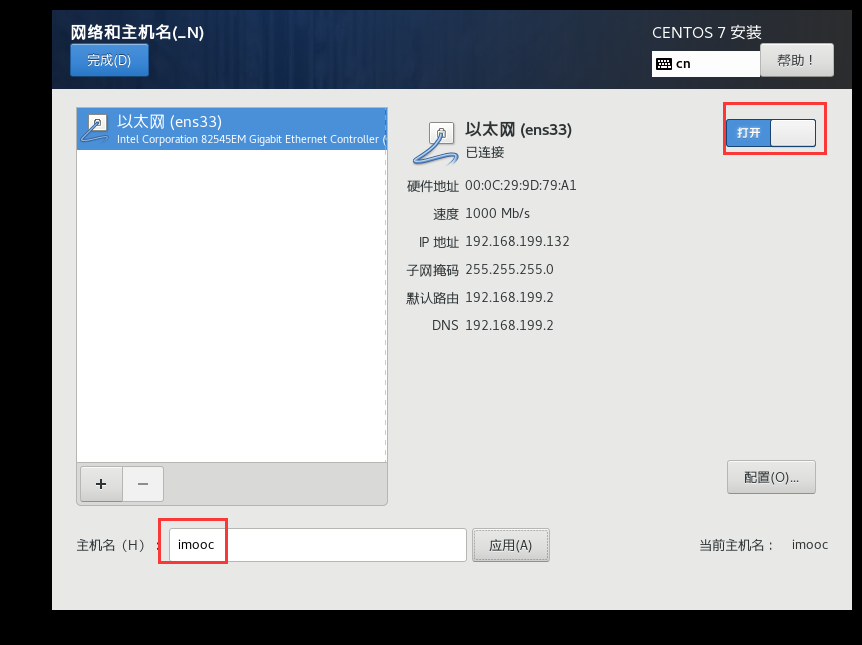 网络和主机名(_N)
CENTOS 7 安装
完成(D)
cn
帮助！
以太网 (ens33)
Intel Corporation 82545EM Gigabit Ethernet Controller (
以太网 (ens33)
已连接
打开
硬件地址 00:0C:29:9D:79:A1
速度 1000 Mb/s
IP 地址 192.168.199.132
子网掩码 255.255.255.0
默认路由 192.168.199.2
DNS 192.168.199.2
+ −
配置(O)...
主机名（H）： imooc 应用(A) 当前主机名： imooc